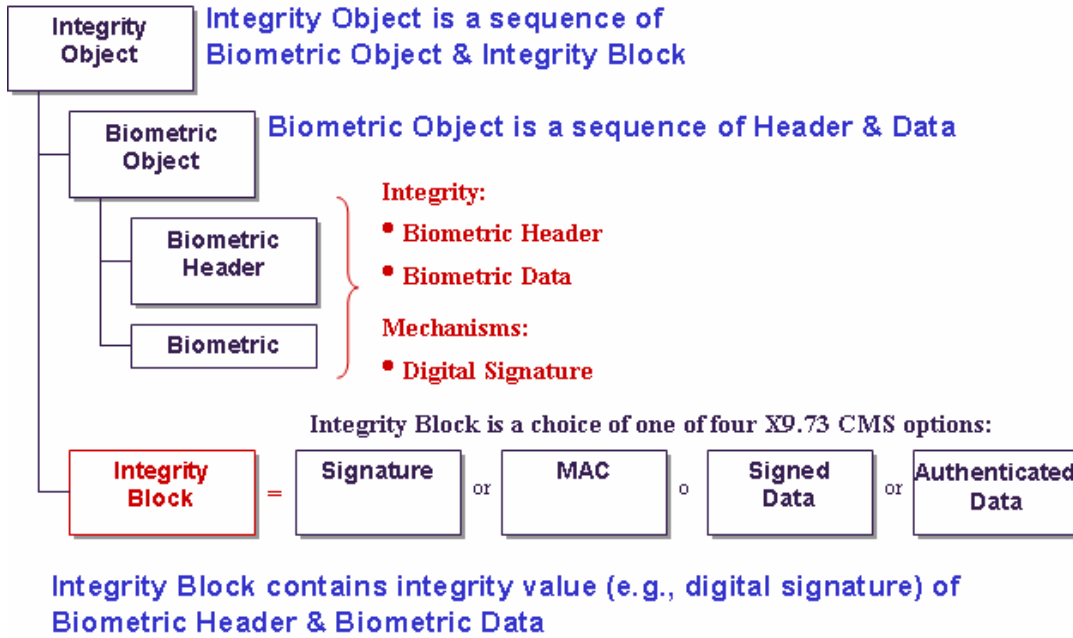 Integrity
Object
Integrity Object is a sequence of
Biometric Object & Integrity Block
Biometric
Object
Biometric Object is a sequence of Header & Data
Biometric
Header
Biometric
Integrity:
• Biometric Header
• Biometric Data
Mechanisms:
• Digital Signature
Integrity Block is a choice of one of four X9.73 CMS options:
Integrity
Block
=
Signature
or
MAC
o
Signed
Data
or
Authenticated
Data
Integrity Block contains integrity value (e.g., digital signature) of
Biometric Header & Biometric Data